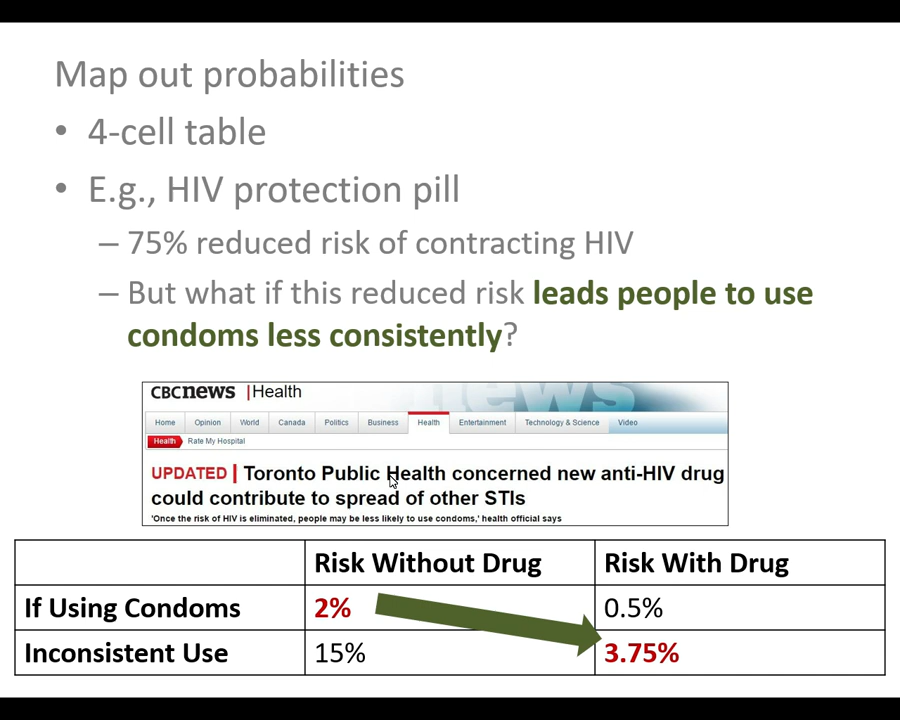 Map out probabilities
• 4-cell table
• E.g., HIV protection pill
– 75% reduced risk of contracting HIV
– But what if this reduced risk leads people to use
condoms less consistently?
CBCnews | Health
Home Opinion World Canada Politics Business Health Entertainment Technology & Science Video
Health Rate My Hospital
UPDATED | Toronto Public Health concerned new anti-HIV drug
could contribute to spread of other STIs
'Once the risk of HIV is eliminated, people may be less likely to use condoms,' health official says
Risk Without Drug Risk With Drug
If Using Condoms 2% 0.5%
Inconsistent Use 15% 3.75%